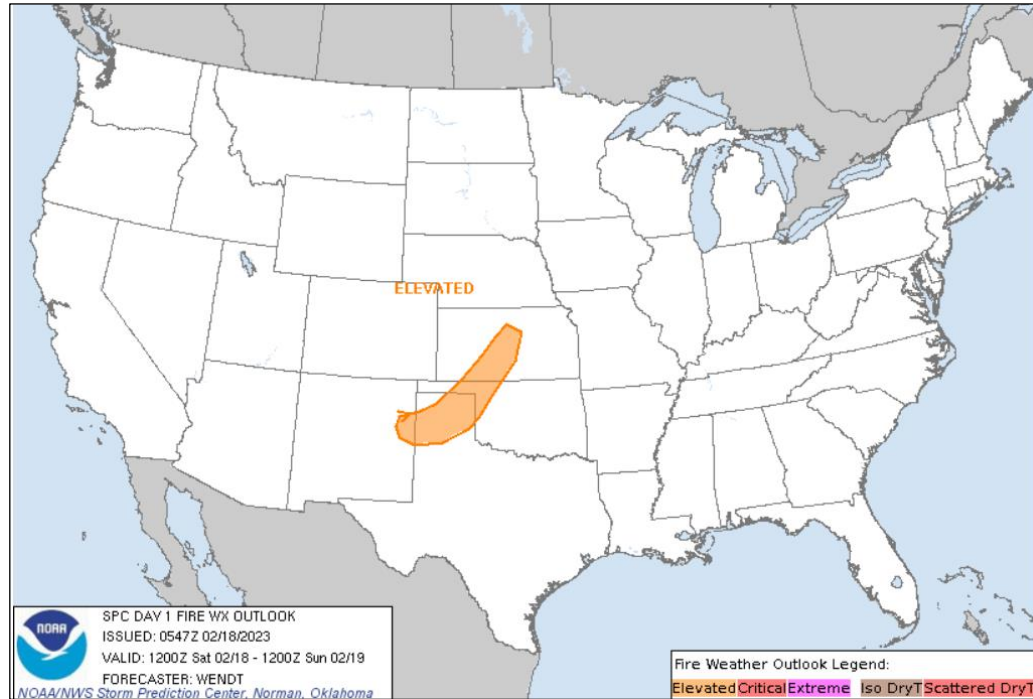 ELEVATED
NOAA
SPC DAY 1 FIRE WX OUTLOOK
ISSUED: 0547Z 02/18/2023
VALID: 1200Z Sat 02/18 - 1200Z Sun 02/19
FORECASTER: WENDT
NOAA/NWS Storm Prediction Center, Norman, Oklahoma
Fire Weather Outlook Legend:
Elevated Critical Extreme Iso DryT Scattered DryT